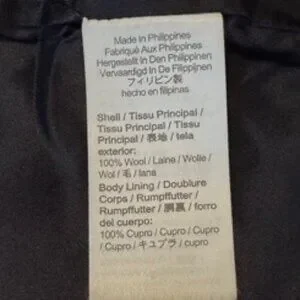 Made In Philippines
Fabriqué Aux Philippines
Hergestellt In Den Philippinen
Vervaardigd In De Filippijnen
フィリピン製
hecho en filipinas
Shell / Tissu Principal /
Tissu Principal / Tissu
Principal / 表地 / tela
exterior:
100% Wool / Laine / Wolle /
Wol / 毛 / lana
Body Lining / Doublure
Corps / Rumpffutter /
Rumpffutter / 胴裏 / forro
del cuerpo:
100% Cupro / Cupro / Cupro
/ Cupro / キュプラ / cupro